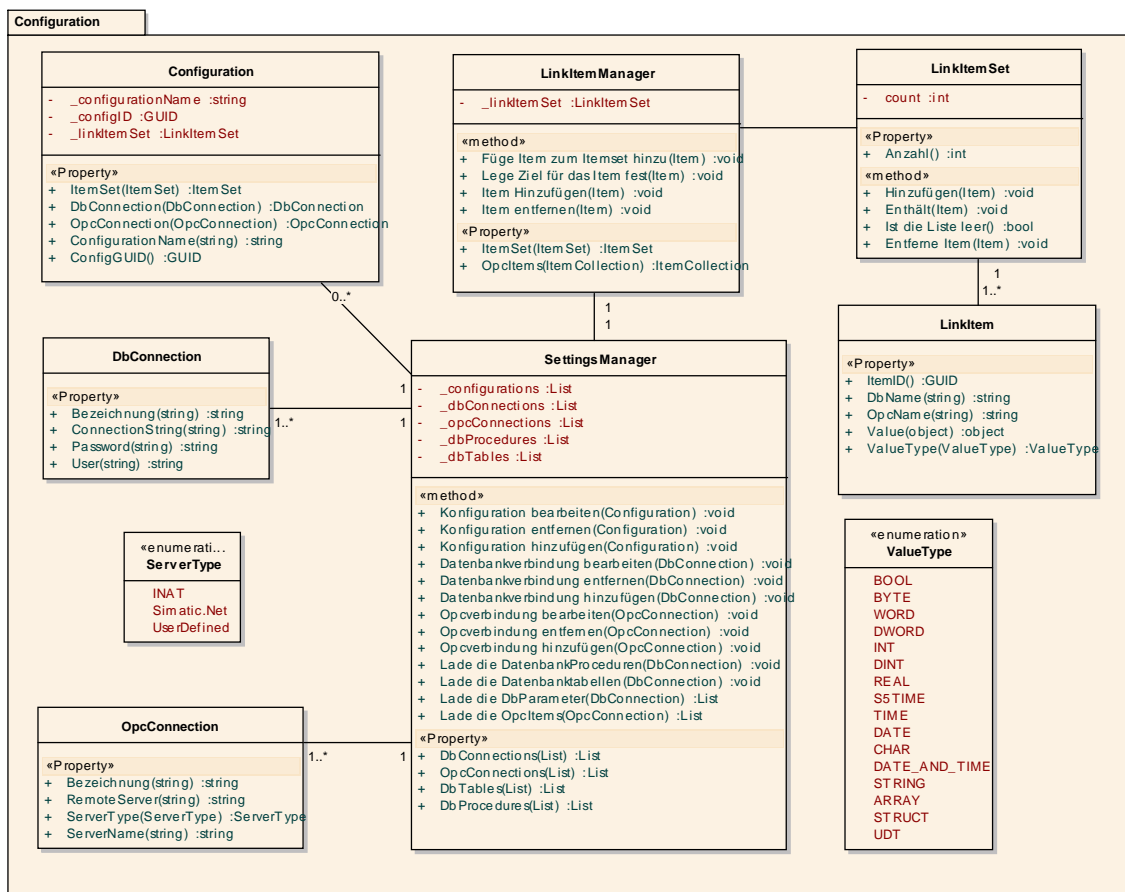 Configuration
Configuration
- _configurationName :string
- _configID :GUID
- _linkItemSet :LinkItemSet
«Property»
+ ItemSet(ItemSet) :ItemSet
+ DbConnection(DbConnection) :DbConnection
+ OpcConnection(OpcConnection) :OpcConnection
+ ConfigurationName(string) :string
+ ConfigGUID() :GUID
LinkItemManager
- _linkItemSet :LinkItemSet
«method»
+ Füge Item zum Itemset hinzu(Item) :void
+ Lege Ziel für das Item fest(Item) :void
+ Item Hinzufügen(Item) :void
+ Item entfernen(Item) :void
«Property»
+ ItemSet(ItemSet) :ItemSet
+ OpcItems(ItemCollection) :ItemCollection
LinkItemSet
- count :int
«Property»
+ Anzahl() :int
«method»
+ Hinzufügen(Item) :void
+ Enthält(Item) :void
+ Ist die Liste leer() :bool
+ Entferne Item(Item) :void
0..*
1
1
1
1..*
DbConnection
«Property»
+ Bezeichnung(string) :string
+ ConnectionString(string) :string
+ Password(string) :string
+ User(string) :string
1
1..*
1
SettingsManager
- _configurations :List
- _dbConnections :List
- _opcConnections :List
- _dbProcedures :List
- _dbTables :List
«method»
+ Konfiguration bearbeiten(Configuration) :void
+ Konfiguration entfernen(Configuration) :void
+ Konfiguration hinzufügen(Configuration) :void
+ Datenbankverbindung bearbeiten(DbConnection) :void
+ Datenbankverbindung entfernen(DbConnection) :void
+ Datenbankverbindung hinzufügen(DbConnection) :void
+ Opcverbindung bearbeiten(OpcConnection) :void
+ Opcverbindung entfernen(OpcConnection) :void
+ Opcverbindung hinzufügen(OpcConnection) :void
+ Lade die DatenbankProceduren(DbConnection) :void
+ Lade die Datenbanktabellen(DbConnection) :void
+ Lade die DbParameter(DbConnection) :List
+ Lade die OpcItems(OpcConnection) :List
«Property»
+ DbConnections(List) :List
+ OpcConnections(List) :List
+ DbTables(List) :List
+ DbProcedures(List) :List
LinkItem
«Property»
+ ItemID() :GUID
+ DbName(string) :string
+ OpcName(string) :string
+ Value(object) :object
+ ValueType(ValueType) :ValueType
«enumerati...
ServerType
INAT
Simatic.Net
UserDefined
«enumeration»
ValueType
BOOL
BYTE
WORD
DWORD
INT
DINT
REAL
S5TIME
TIME
DATE
CHAR
DATE_AND_TIME
STRING
ARRAY
STRUCT
UDT
OpcConnection
«Property»
+ Bezeichnung(string) :string
+ RemoteServer(string) :string
+ ServerType(ServerType) :ServerType
+ ServerName(string) :string
1..*
1